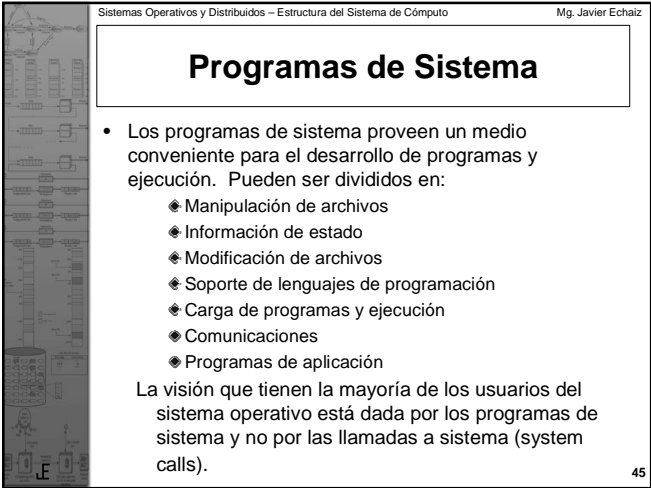 Sistemas Operativos y Distribuidos – Estructura del Sistema de Cómputo Mg. Javier Echaiz
Programas de Sistema
• Los programas de sistema proveen un medio
conveniente para el desarrollo de programas y
ejecución. Pueden ser divididos en:
Manipulación de archivos
Información de estado
Modificación de archivos
Soporte de lenguajes de programación
Carga de programas y ejecución
Comunicaciones
Programas de aplicación
La visión que tienen la mayoría de los usuarios del
sistema operativo está dada por los programas de
sistema y no por las llamadas a sistema (system
calls).
JE
45